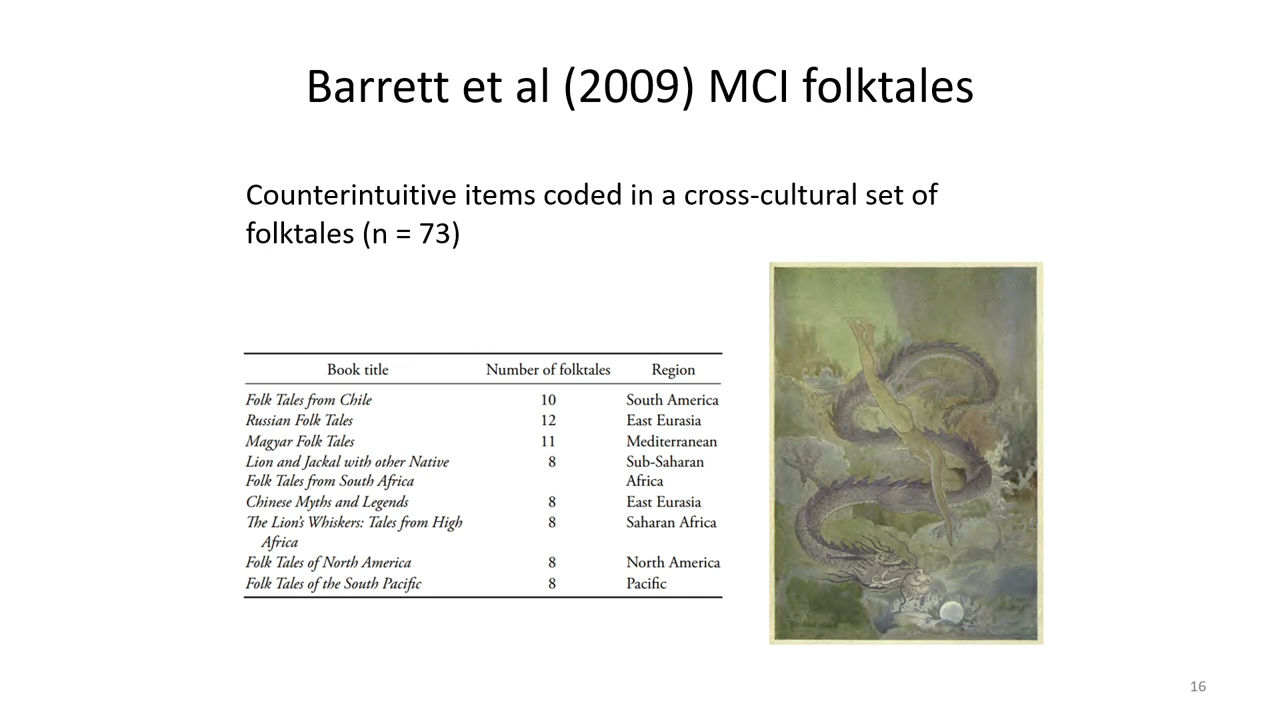 Barrett et al (2009) MCI folktales
Counterintuitive items coded in a cross-cultural set of
folktales (n = 73)
Book title Number of folktales Region
Folk Tales from Chile 10 South America
Russian Folk Tales 12 East Eurasia
Magyar Folk Tales 11 Mediterranean
Lion and Jackal with other Native 8 Sub-Saharan
Folk Tales from South Africa Africa
Chinese Myths and Legends 8 East Eurasia
The Lion's Whiskers: Tales from High 8 Saharan Africa
Africa
Folk Tales of North America 8 North America
Folk Tales of the South Pacific 8 Pacific
16